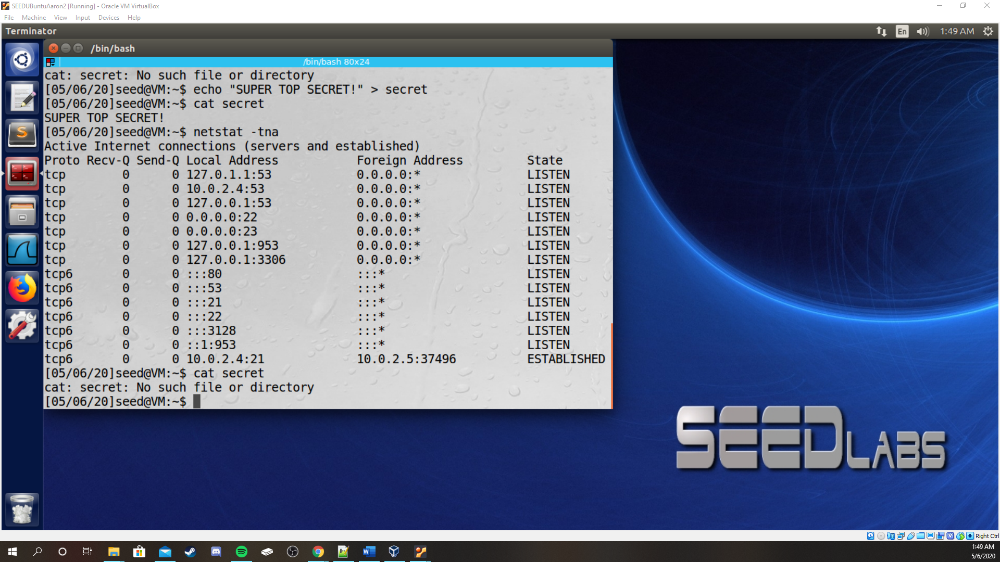 SEEDUBuntuAaron2 [Running] - Oracle VM VirtualBox
File Machine View Input Devices Help
Terminator En 1:49 AM
/bin/bash
/bin/bash 80x24
cat: secret: No such file or directory
[05/06/20]seed@VM:~$ echo "SUPER TOP SECRET!" > secret
[05/06/20]seed@VM:~$ cat secret
SUPER TOP SECRET!
[05/06/20]seed@VM:~$ netstat -tna
Active Internet connections (servers and established)
Proto Recv-Q Send-Q Local Address Foreign Address State
tcp 0 0 127.0.1.1:53 0.0.0.0:* LISTEN
tcp 0 0 10.0.2.4:53 0.0.0.0:* LISTEN
tcp 0 0 127.0.0.1:53 0.0.0.0:* LISTEN
tcp 0 0 0.0.0.0:22 0.0.0.0:* LISTEN
tcp 0 0 0.0.0.0:23 0.0.0.0:* LISTEN
tcp 0 0 127.0.0.1:953 0.0.0.0:* LISTEN
tcp 0 0 127.0.0.1:3306 0.0.0.0:* LISTEN
tcp6 0 0 :::80 :::* LISTEN
tcp6 0 0 :::53 :::* LISTEN
tcp6 0 0 :::21 :::* LISTEN
tcp6 0 0 :::22 :::* LISTEN
tcp6 0 0 :::3128 :::* LISTEN
tcp6 0 0 ::1:953 :::* LISTEN
tcp6 0 0 10.0.2.4:21 10.0.2.5:37496 ESTABLISHED
[05/06/20]seed@VM:~$ cat secret
cat: secret: No such file or directory
[05/06/20]seed@VM:~$
SEEDLABS
Right Ctrl
1:49 AM
5/6/2020